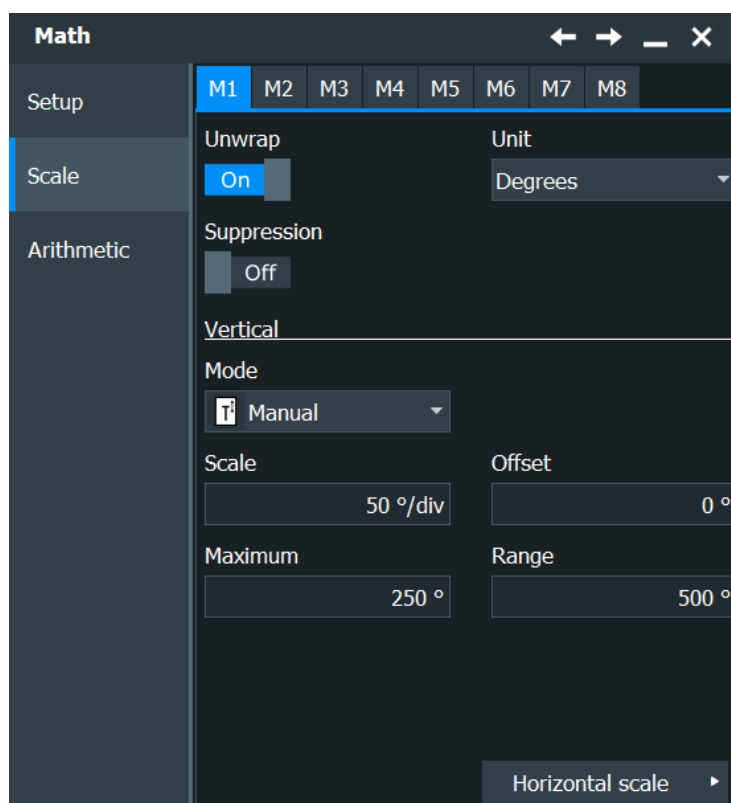 Math
Setup
Scale
Arithmetic
M1 M2 M3 M4 M5 M6 M7 M8
Unwrap Unit
On Degrees
Suppression
Off
Vertical
Mode
Manual
Scale Offset
50 °/div 0 °
Maximum Range
250 ° 500 °
Horizontal scale